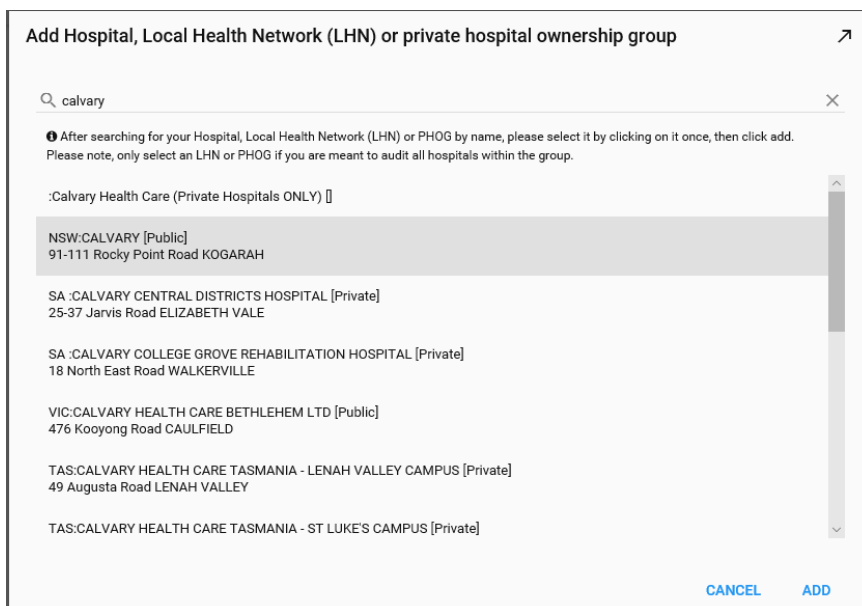 Add Hospital, Local Health Network (LHN) or private hospital ownership group
calvary
After searching for your Hospital, Local Health Network (LHN) or PHOG by name, please select it by clicking on it once, then click add.
Please note, only select an LHN or PHOG if you are meant to audit all hospitals within the group.
:Calvary Health Care (Private Hospitals ONLY) []
NSW:CALVARY [Public]
91-111 Rocky Point Road KOGARAH
SA :CALVARY CENTRAL DISTRICTS HOSPITAL [Private]
25-37 Jarvis Road ELIZABETH VALE
SA :CALVARY COLLEGE GROVE REHABILITATION HOSPITAL [Private]
18 North East Road WALKERVILLE
VIC:CALVARY HEALTH CARE BETHLEHEM LTD [Public]
476 Kooyong Road CAULFIELD
TAS:CALVARY HEALTH CARE TASMANIA - LENAH VALLEY CAMPUS [Private]
49 Augusta Road LENAH VALLEY
TAS:CALVARY HEALTH CARE TASMANIA - ST LUKE'S CAMPUS [Private]
CANCEL ADD